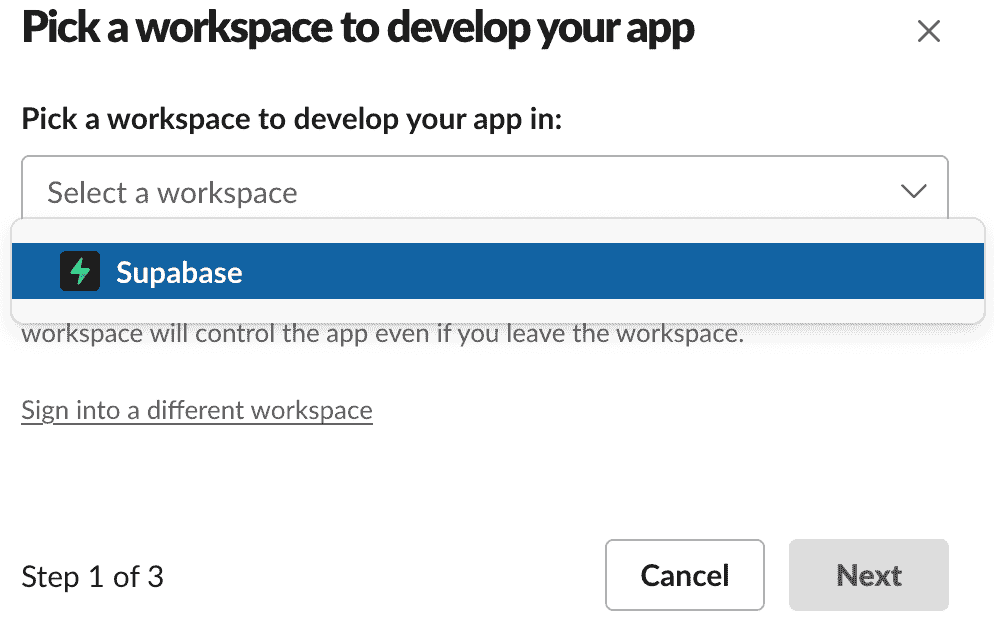 Pick a workspace to develop your app
Pick a workspace to develop your app in:
Select a workspace
Supabase
workspace will control the app even if you leave the workspace.
Sign into a different workspace
Step 1 of 3
Cancel
Next